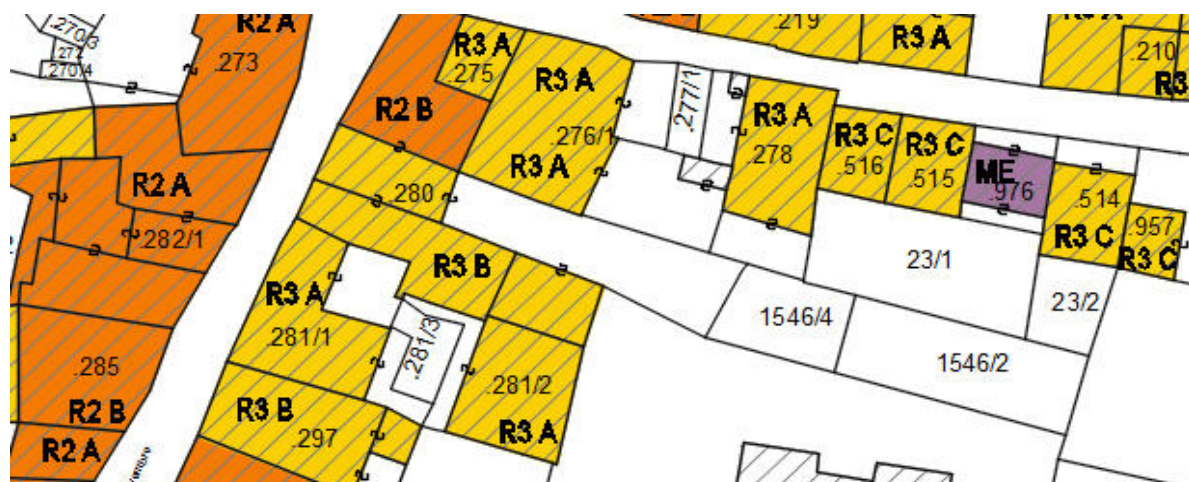 .270/3
R2 A
.219
R3 A
R3 A
.272
.273
R3 A
.210
.270/4
.275
R3 A
.277/1
R3
R2 B
.276/1
R3 A
.278
R3 C
.516
R3 C
.515
ME
.976
R3 A
R2 A
.280
.514
.957
.282/1
R3 C
R3 C
R3 B
23/1
R3 A
23/2
1546/4
.281/1
.281/3
1546/2
.285
.281/2
R2 B
R3 B
.297
R3 A
R2 A